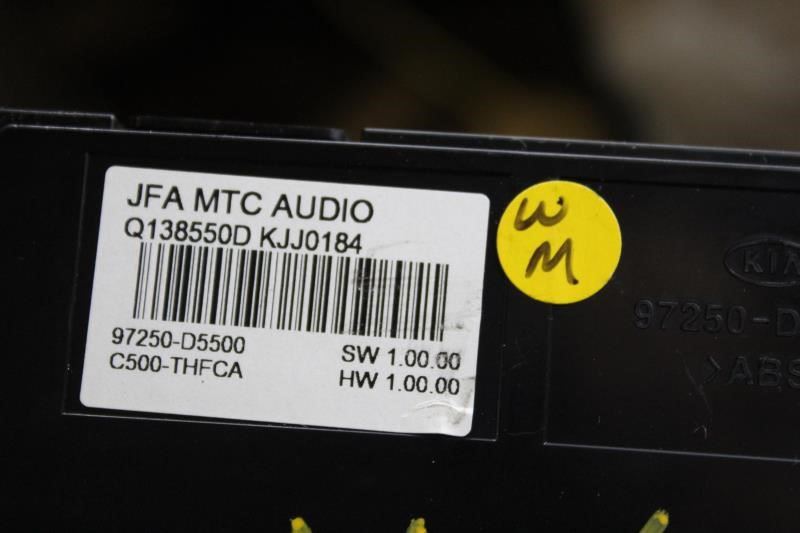 JFA MTC AUDIO
Q138550D KJJ0184
97250-D5500
SW 1.00.00
C500-THFCA
HW 1.00.00
W
M
KIA
97250-D
>ABS